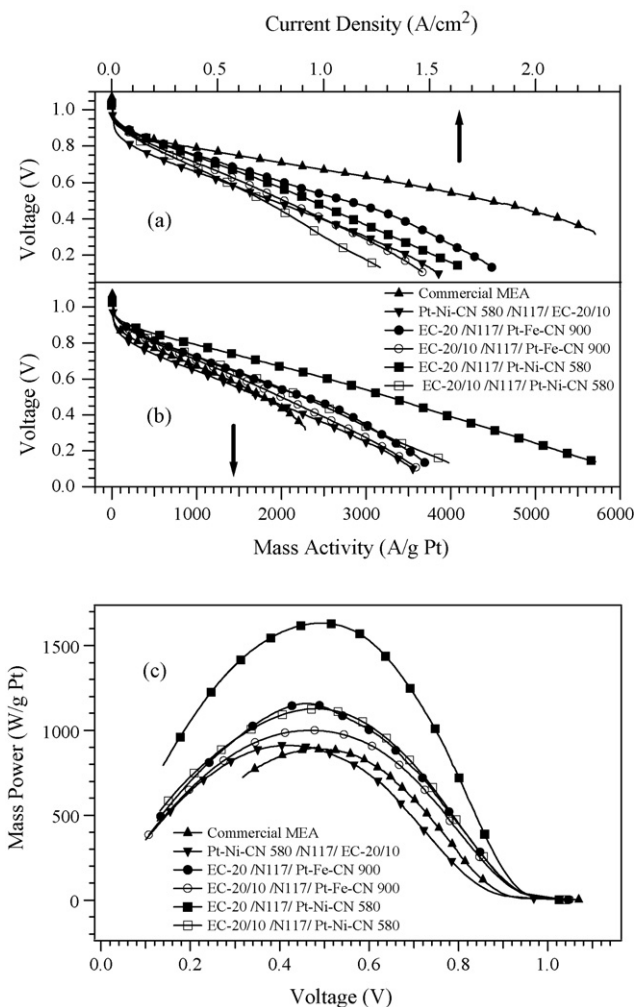 Current Density (A/cm²)
0.0 0.4 0.8 1.2 1.6 2.0 2.4
1.0
0.8
0.6
0.4
0.2
Voltage (V)
(a)
1.0
0.8
0.6
0.4
0.2
0.0
Voltage (V)
(b)
Commercial MEA
Pt-Ni-CN 580 /N117/ EC-20/10
EC-20 /N117/ Pt-Fe-CN 900
EC-20/10 /N117/ Pt-Fe-CN 900
EC-20 /N117/ Pt-Ni-CN 580
EC-20/10 /N117/ Pt-Ni-CN 580
0 1000 2000 3000 4000 5000 6000
Mass Activity (A/g Pt)
1500
1000
500
0
Mass Power (W/g Pt)
(c)
Commercial MEA
Pt-Ni-CN 580 /N117/ EC-20/10
EC-20 /N117/ Pt-Fe-CN 900
EC-20/10 /N117/ Pt-Fe-CN 900
EC-20 /N117/ Pt-Ni-CN 580
EC-20/10 /N117/ Pt-Ni-CN 580
0.0 0.2 0.4 0.6 0.8 1.0
Voltage (V)